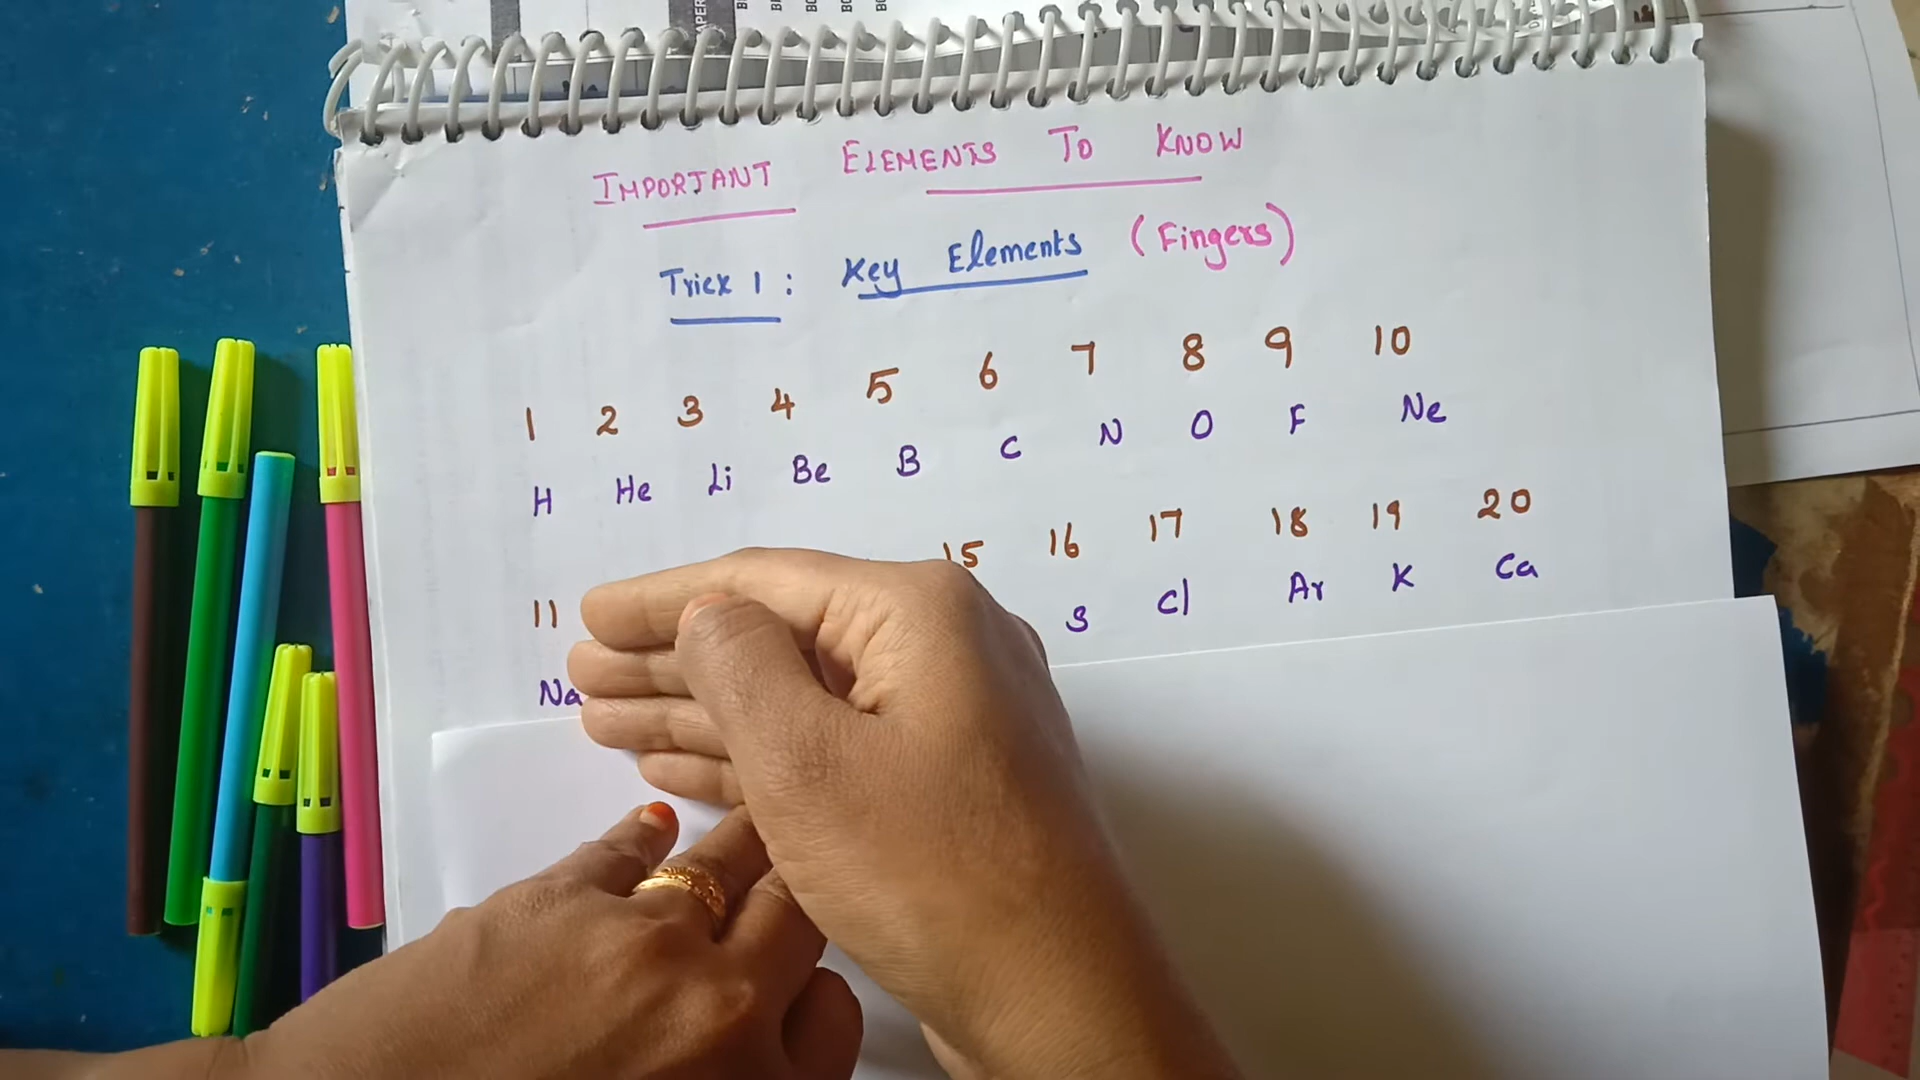 IMPORTANT ELEMENTS TO KNOW
Trick 1 : Key Elements (Fingers)
1 2 3 4 5 6 7 8 9 10
H He Li Be B C N O F Ne
11 15 16 17 18 19 20
Na S Cl Ar K Ca